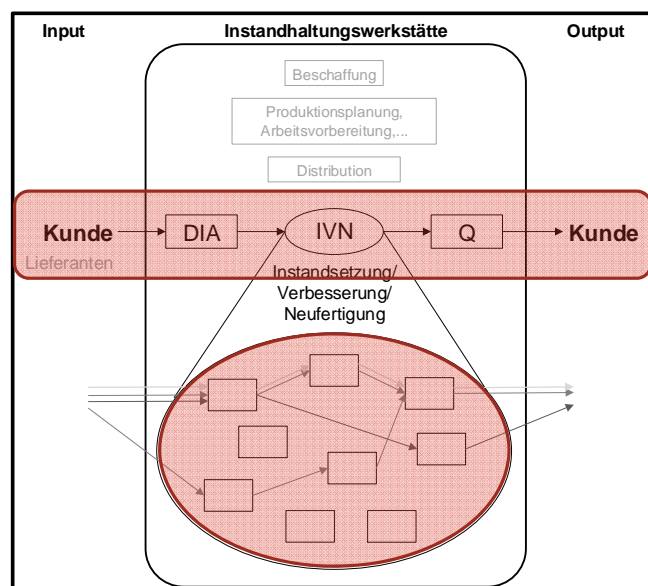 Input Instandhaltungswerkstätte Output
Beschaffung
Produktionsplanung,
Arbeitsvorbereitung,...
Distribution
Kunde DIA IVN Q Kunde
Lieferanten
Instandsetzung/
Verbesserung/
Neufertigung